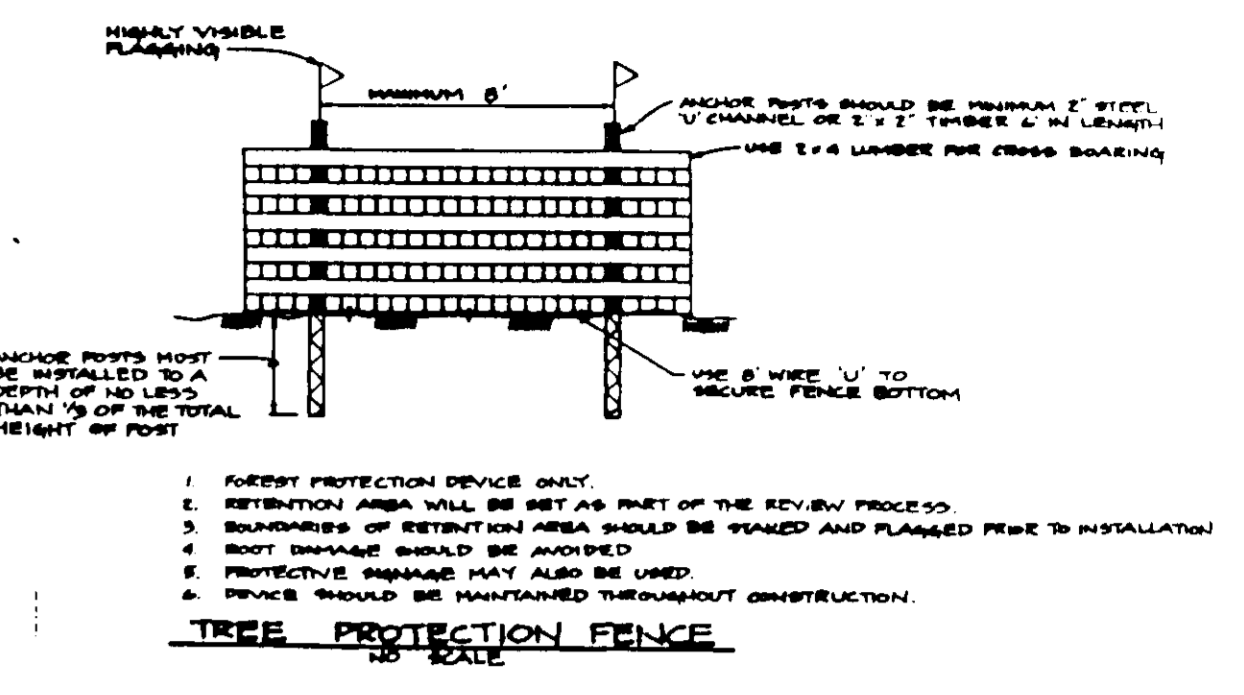 HIGHLY VISIBLE
FLAGGING
MAXIMUM 8'
ANCHOR POSTS SHOULD BE MINIMUM 2" STEEL
'U' CHANNEL OR 2" x 2" TIMBER 6' IN LENGTH
USE 2x4 LUMBER FOR CROSS BOARING
ANCHOR POSTS MOST
BE INSTALLED TO A
DEPTH OF NO LESS
THAN 1/3 OF THE TOTAL
HEIGHT OF POST
USE 8" WIRE 'U' TO
SECURE FENCE BOTTOM
1. FOREST PROTECTION DEVICE ONLY.
2. RETENTION AREA WILL BE SET AS PART OF THE REVIEW PROCESS.
3. BOUNDARIES OF RETENTION AREA SHOULD BE STAKED AND FLAGGED PRIOR TO INSTALLATION
4. ROOT DAMAGE SHOULD BE AVOIDED
5. PROTECTIVE SIGNAGE MAY ALSO BE USED.
6. DEVICE SHOULD BE MAINTAINED THROUGHOUT CONSTRUCTION.
TREE PROTECTION FENCE
NO SCALE